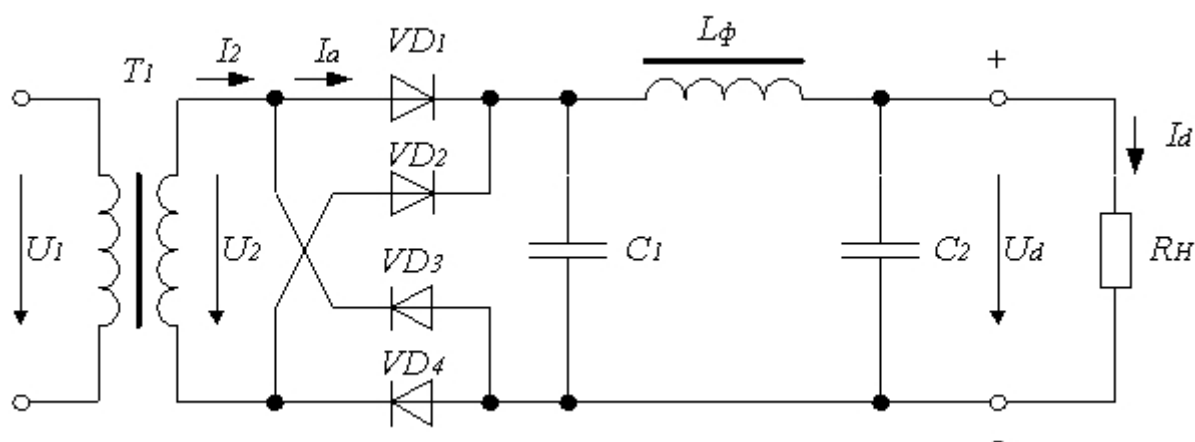 T1
I2
Ia
VD1
Lф
+
VD2
Id
U1
U2
VD3
C1
C2
Ud
RН
VD4